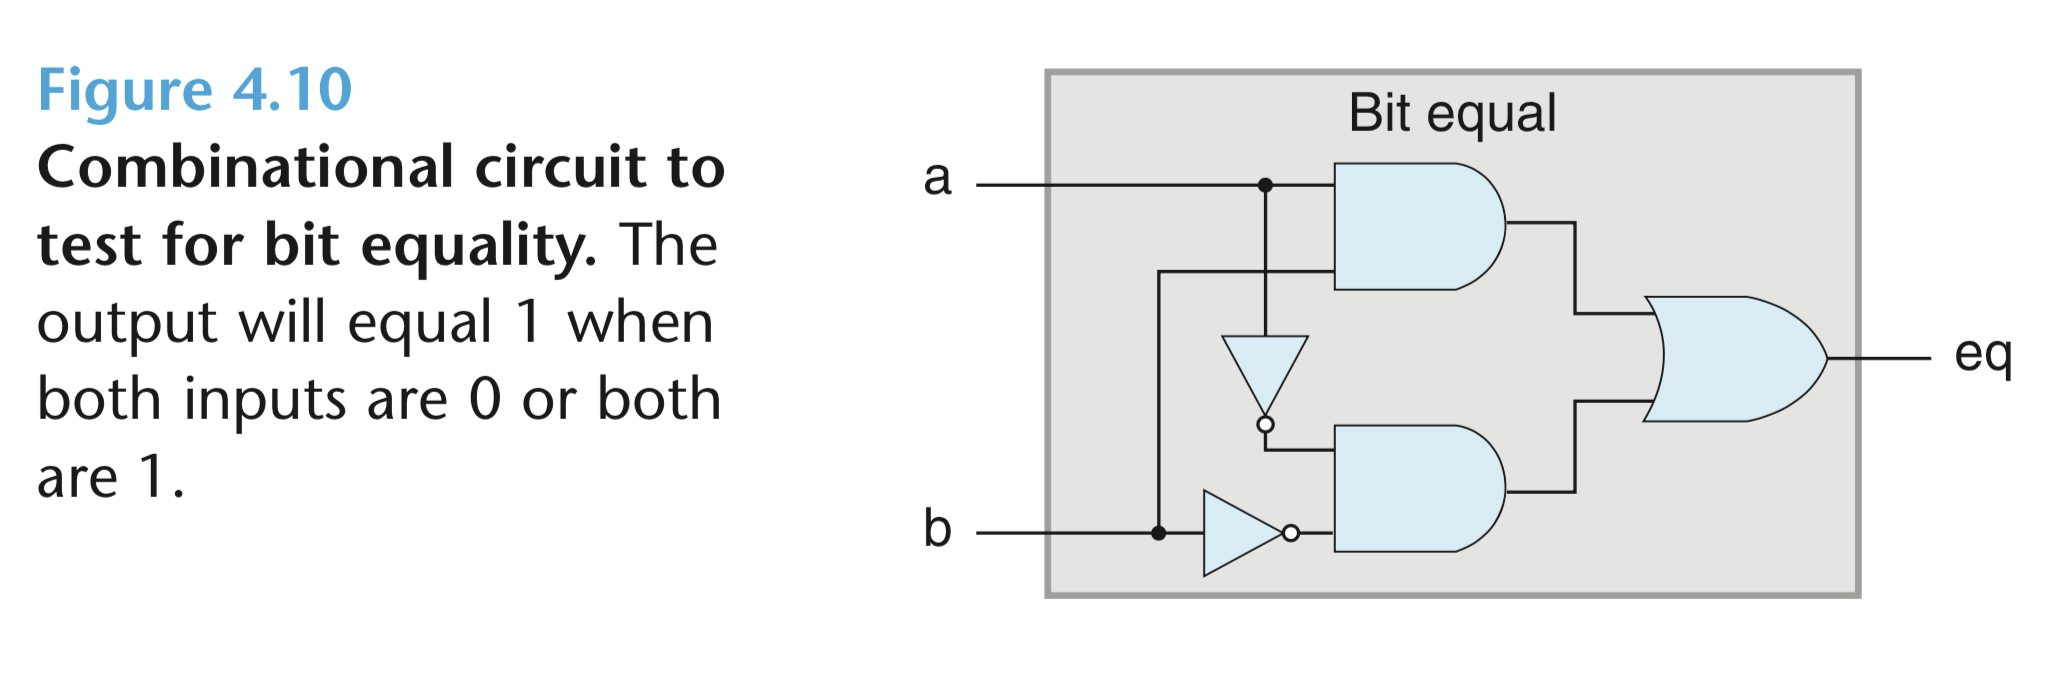 Figure 4.10
Combinational circuit to
test for bit equality. The
output will equal 1 when
both inputs are 0 or both
are 1.
Bit equal
a
b
eq